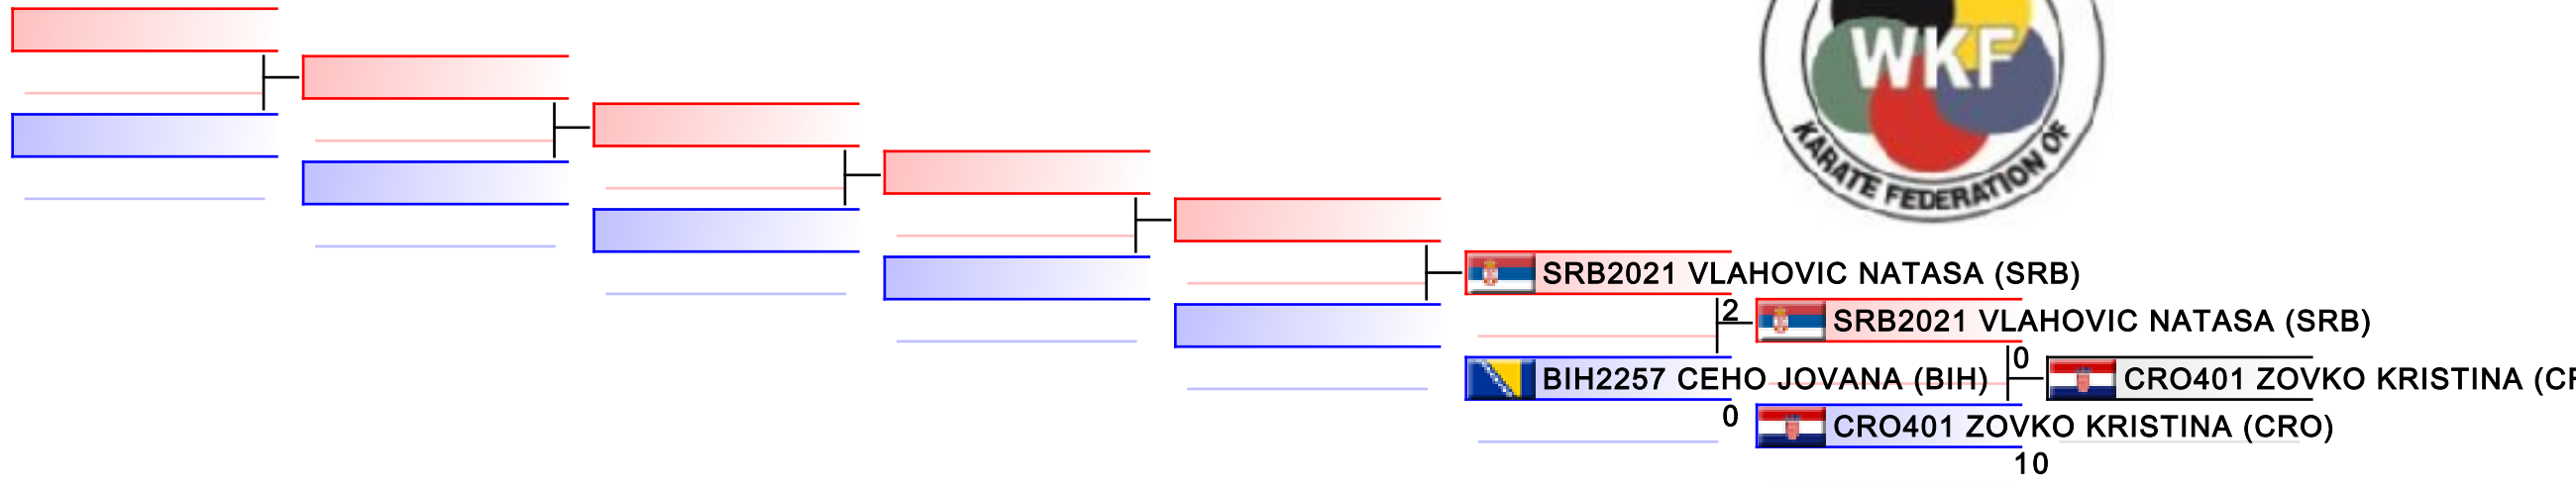 WKF
KARATE FEDERATION OF
SRB2021 VLAHOVIC NATASA (SRB)
2
SRB2021 VLAHOVIC NATASA (SRB)
0
BIH2257 CEHO JOVANA (BIH)
CRO401 ZOVKO KRISTINA (CR
0
CRO401 ZOVKO KRISTINA (CRO)
10